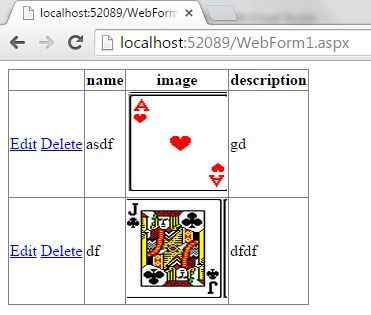 localhost:52089/WebForm
localhost:52089/WebForm1.aspx
name image description
A
Edit Delete asdf gd
A
J
Edit Delete df dfdf
J